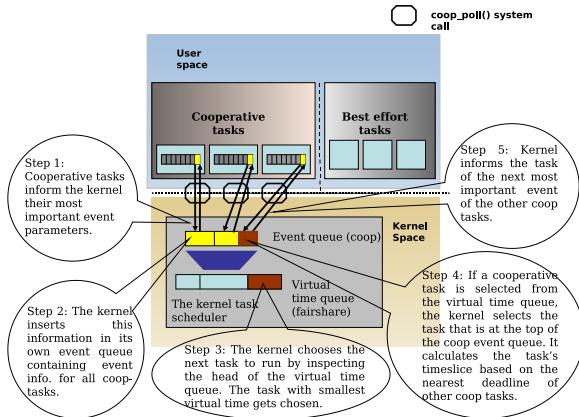 coop_poll() system
call
User
space
Cooperative
tasks
Best effort
tasks
Step 1:
Cooperative tasks
inform the kernel
their most
important event
parameters.
Step 5: Kernel
informs the task
of the next most
important event
of the other coop
tasks.
Kernel
Space
Event queue (coop)
Virtual
time queue
(fairshare)
The kernel task
scheduler
Step 2: The kernel
inserts this
information in its
own event queue
containing event
info. for all coop-
tasks.
Step 3: The kernel chooses the
next task to run by inspecting
the head of the virtual time
queue. The task with smallest
virtual time gets chosen.
Step 4: If a cooperative
task is selected from
the virtual time queue,
the kernel selects the
task that is at the top of
the coop event queue. It
calculates the task's
timeslice based on the
nearest deadline of
other coop tasks.